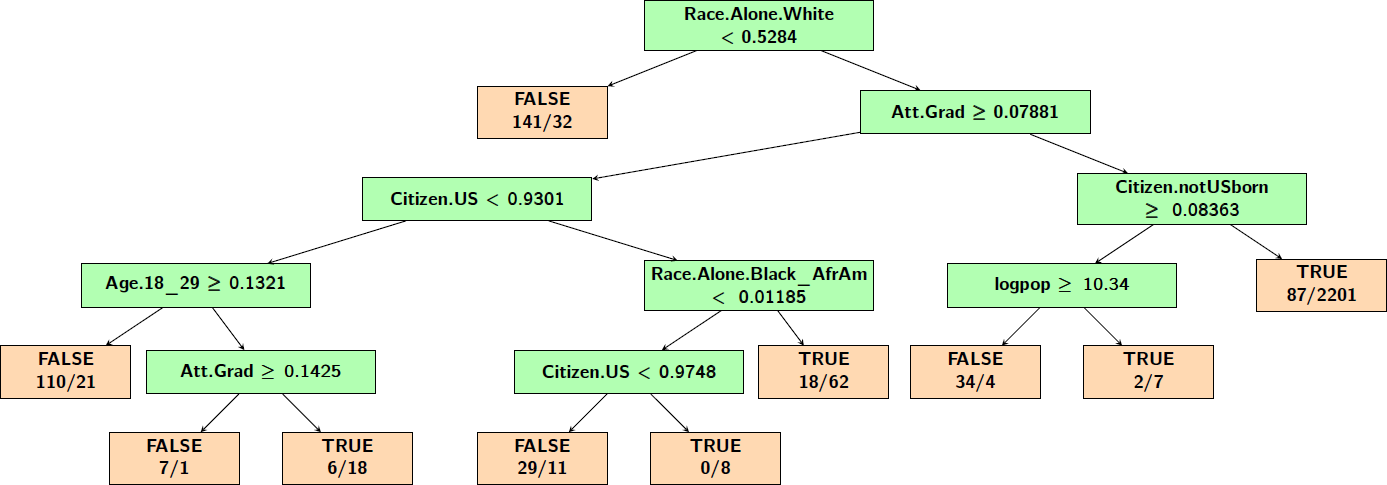 Race.Alone.White
< 0.5284
FALSE
141/32
Att.Grad ≥ 0.07881
Citizen.US < 0.9301
Citizen.notUSborn
≥ 0.08363
Age.18_29 ≥ 0.1321
Race.Alone.Black_AfrAm
< 0.01185
logpop ≥ 10.34
TRUE
87/2201
FALSE
110/21
Att.Grad ≥ 0.1425
Citizen.US < 0.9748
TRUE
18/62
FALSE
34/4
TRUE
2/7
FALSE
7/1
TRUE
6/18
FALSE
29/11
TRUE
0/8